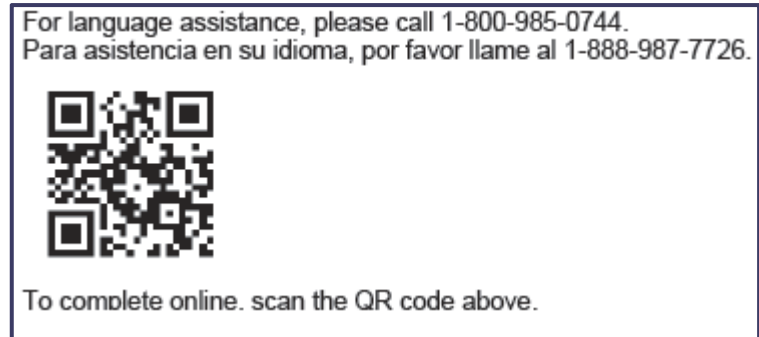 For language assistance, please call 1-800-985-0744.
Para asistencia en su idioma, por favor llame al 1-888-987-7726.
To complete online. scan the QR code above.